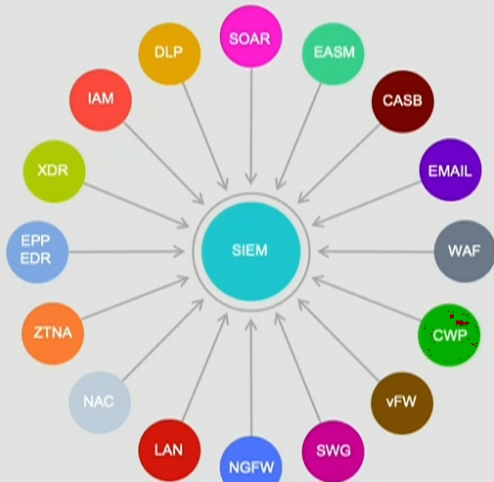 SOAR
DLP
EASM
IAM
CASB
XDR
EMAIL
EPP
EDR
SIEM
WAF
ZTNA
CWP
NAC
vFW
LAN
SWG
NGFW